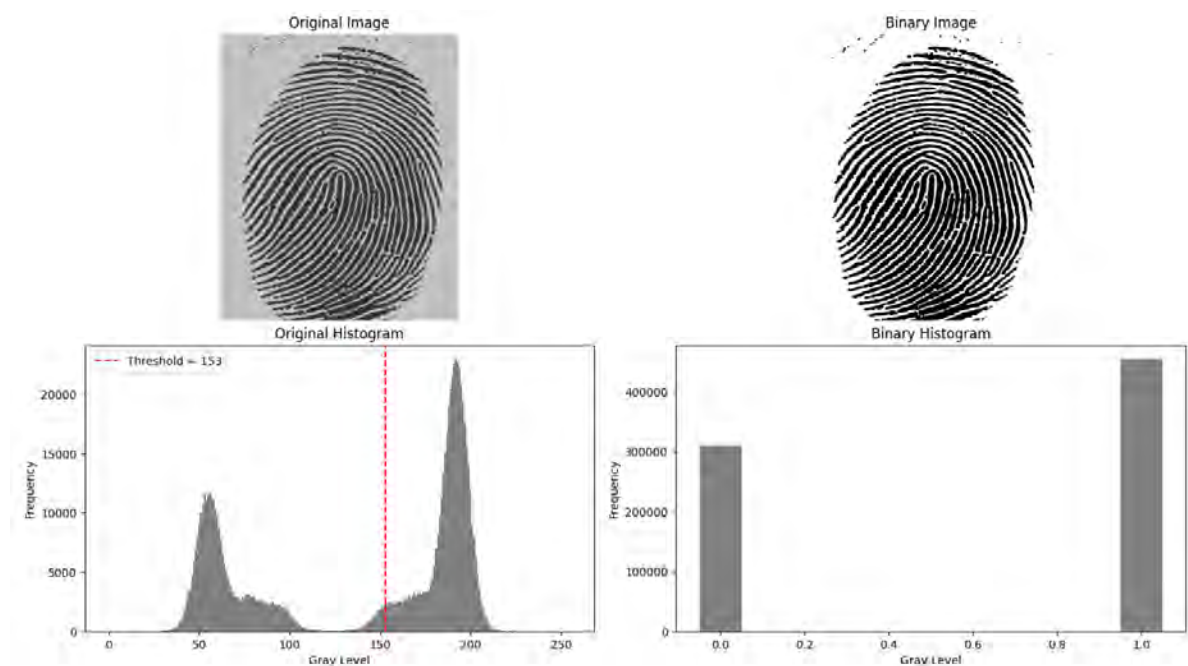 Original Image
Binary Image
Original Histogram
Threshold = 153
20000
15000
10000
5000
0
Frequency
0
50
100
150
200
250
Gray Level
Binary Histogram
400000
300000
200000
100000
0
Frequency
0.0
0.2
0.4
0.6
0.8
1.0
Gray Level